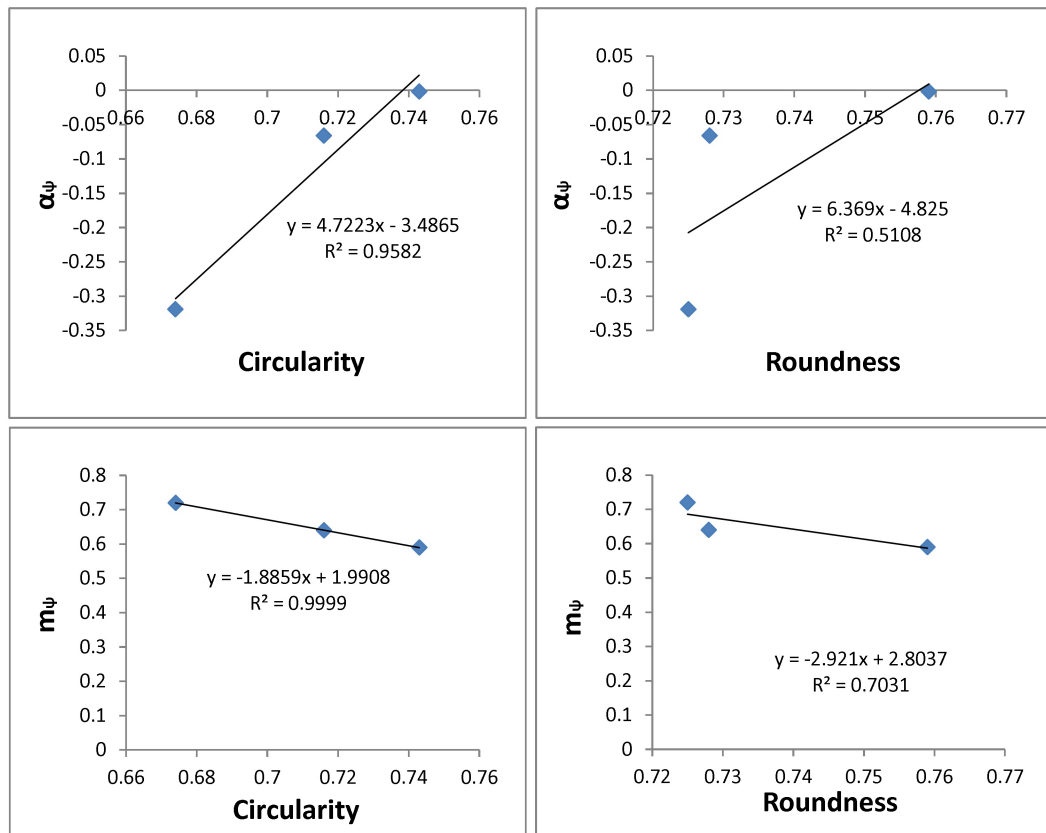 0.05
0
-0.05
-0.1
-0.15
-0.2
-0.25
-0.3
-0.35
0.66 0.68 0.7 0.72 0.74 0.76
αψ
y = 4.7223x - 3.4865
R² = 0.9582
Circularity
0.05
0
-0.05
-0.1
-0.15
-0.2
-0.25
-0.3
-0.35
0.72 0.73 0.74 0.75 0.76 0.77
αψ
y = 6.369x - 4.825
R² = 0.5108
Roundness
0.8
0.7
0.6
0.5
0.4
0.3
0.2
0.1
0
mψ
y = -1.8859x + 1.9908
R² = 0.9999
0.66 0.68 0.7 0.72 0.74 0.76
Circularity
0.8
0.7
0.6
0.5
0.4
0.3
0.2
0.1
0
mψ
y = -2.921x + 2.8037
R² = 0.7031
0.72 0.73 0.74 0.75 0.76 0.77
Roundness